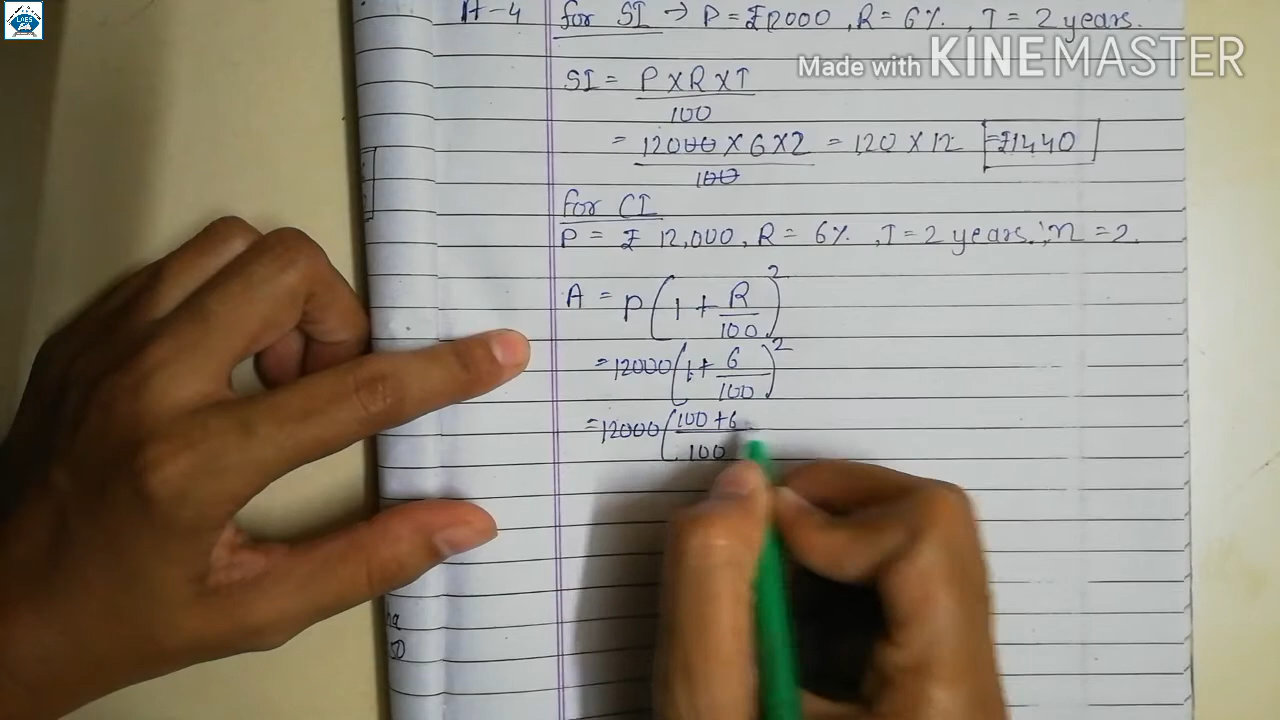 LAES
Made with KINEMASTER
A-4 for SI → P = ₹12000, R = 6%, T = 2 years.
SI = P × R × T / 100
= 12000 × 6 × 2 / 100 = 120 × 12 = ₹1440
for CI
P = ₹ 12,000, R = 6%, T = 2 years. ∴ n = 2.
A = P(1 + R/100)²
= 12000(1 + 6/100)²
= 12000(100 + 6/100